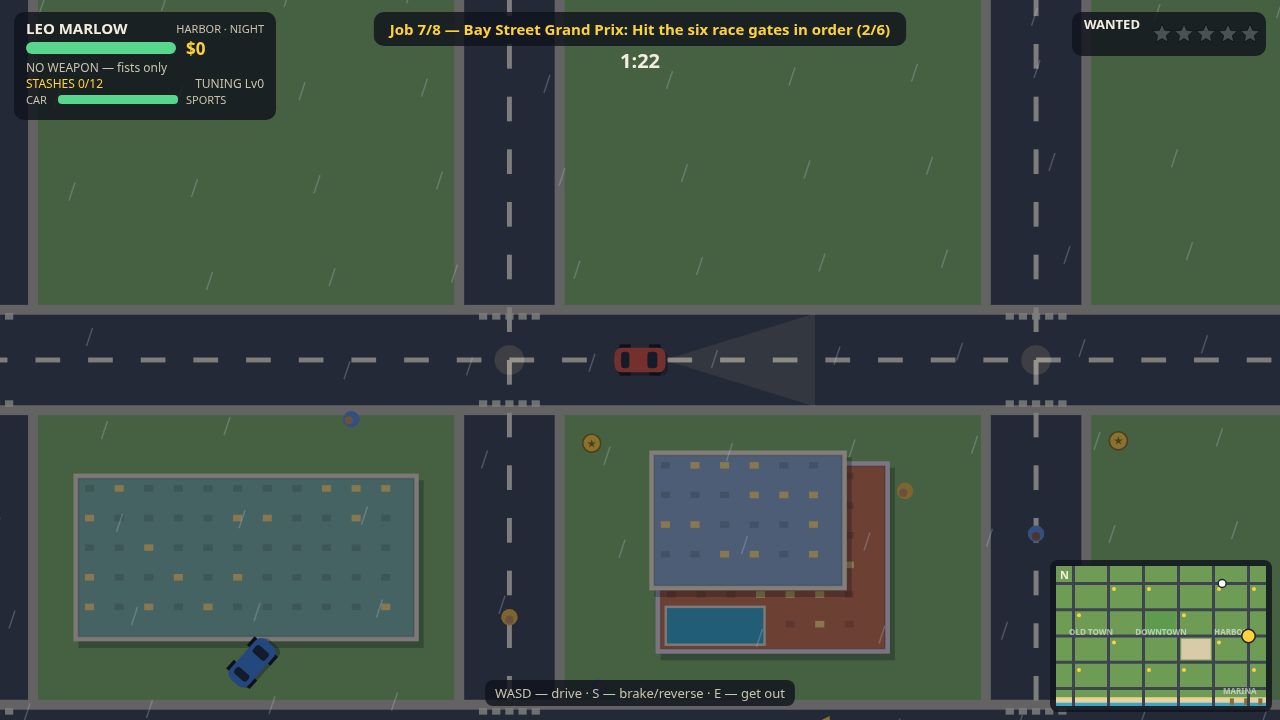 LEO MARLOW
HARBOR · NIGHT
$0
NO WEAPON — fists only
STASHES 0/12
TUNING Lv0
CAR
SPORTS
Job 7/8 — Bay Street Grand Prix: Hit the six race gates in order (2/6)
1:22
WANTED
N
OLD TOWN
DOWNTOWN
HARBO
MARINA
WASD — drive · S — brake/reverse · E — get out